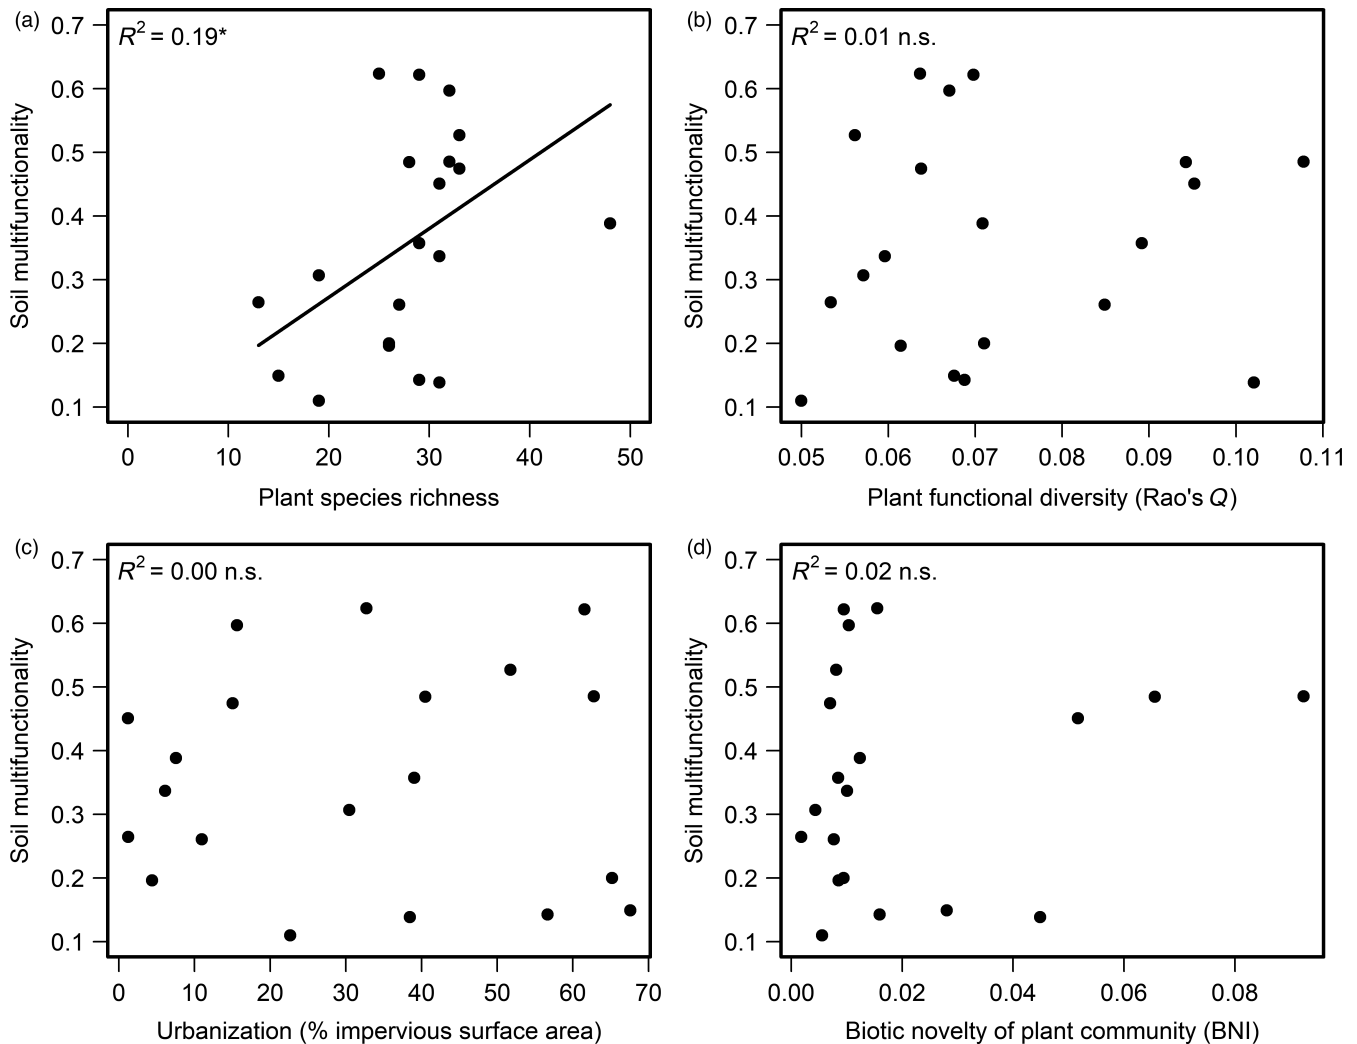 (a)
R² = 0.19*
Soil multifunctionality
0.7
0.6
0.5
0.4
0.3
0.2
0.1
0 10 20 30 40 50
Plant species richness
(b)
R² = 0.01 n.s.
Soil multifunctionality
0.7
0.6
0.5
0.4
0.3
0.2
0.1
0.05 0.06 0.07 0.08 0.09 0.10 0.11
Plant functional diversity (Rao's Q)
(c)
R² = 0.00 n.s.
Soil multifunctionality
0.7
0.6
0.5
0.4
0.3
0.2
0.1
0 10 20 30 40 50 60 70
Urbanization (% impervious surface area)
(d)
R² = 0.02 n.s.
Soil multifunctionality
0.7
0.6
0.5
0.4
0.3
0.2
0.1
0.00 0.02 0.04 0.06 0.08
Biotic novelty of plant community (BNI)